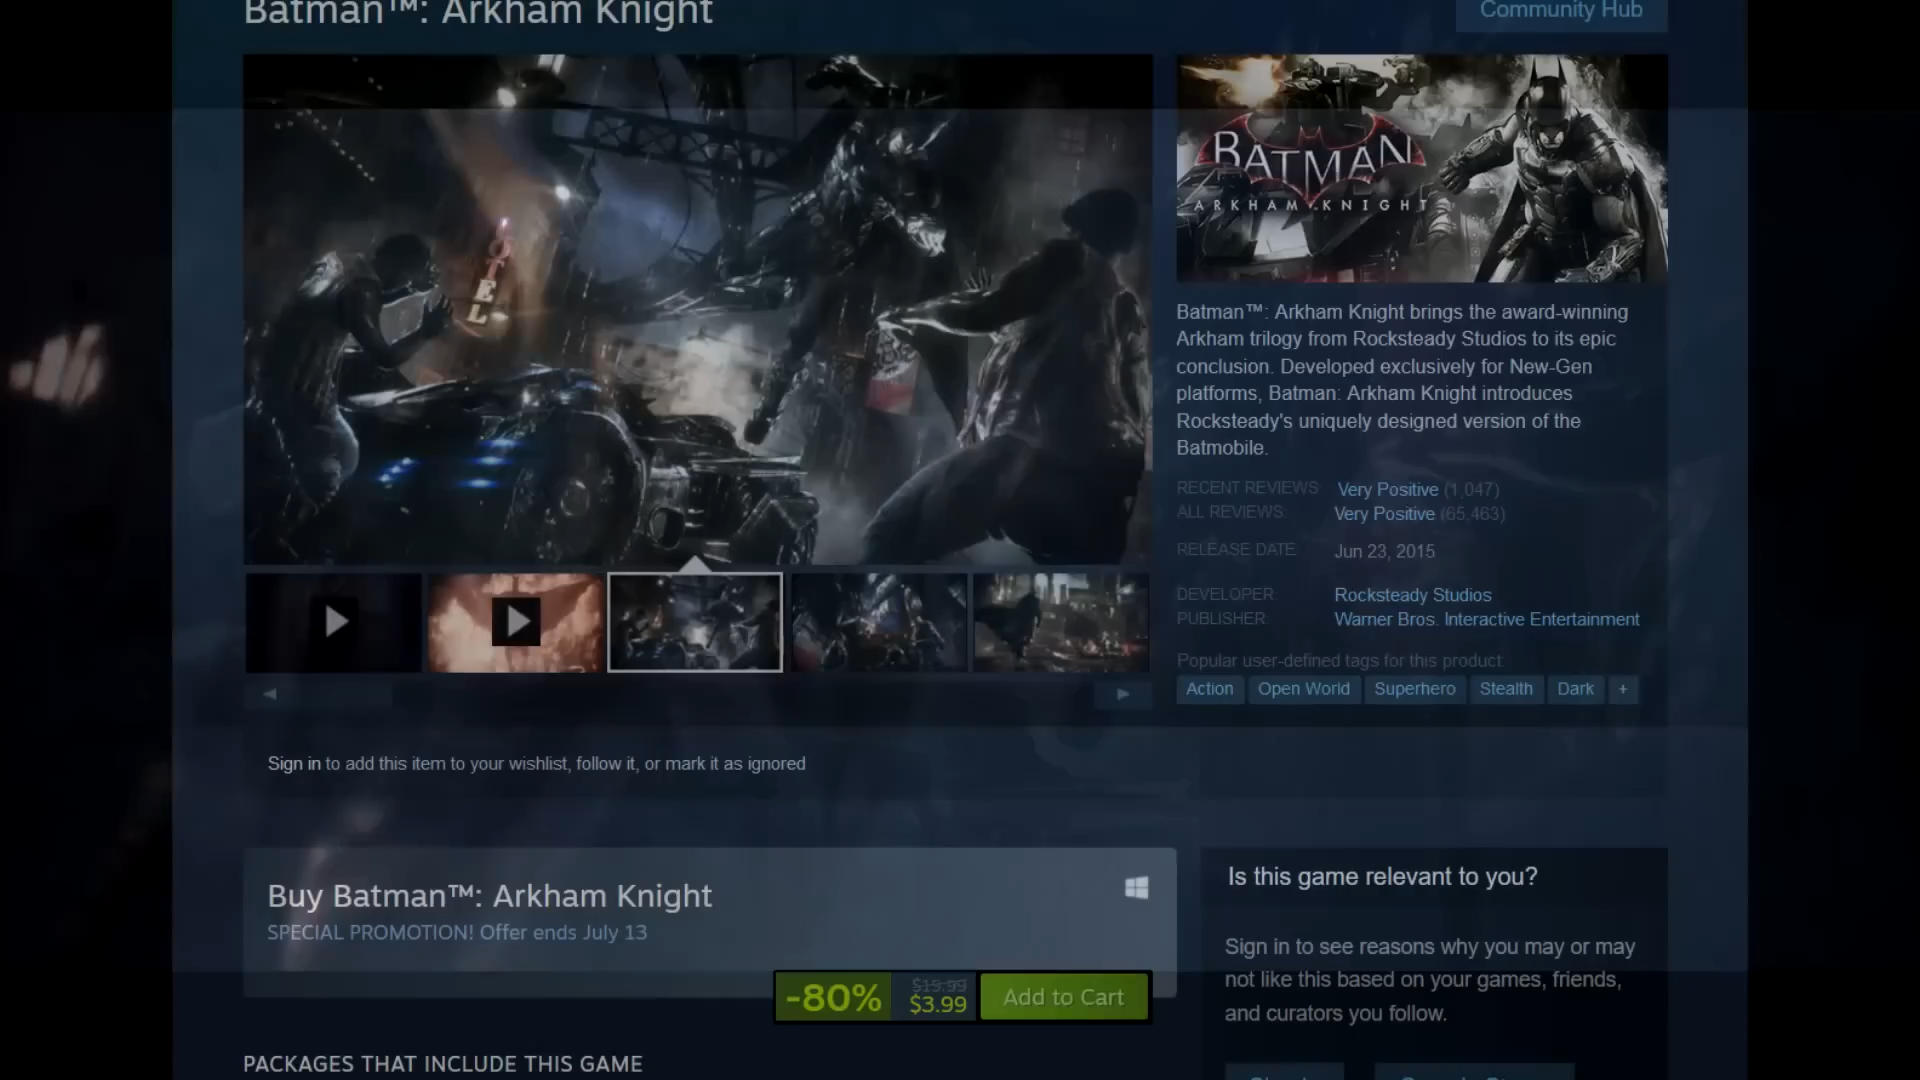 Batman™: Arkham Knight
Community Hub
BATMAN
ARKHAM KNIGHT
Batman™: Arkham Knight brings the award-winning
Arkham trilogy from Rocksteady Studios to its epic
conclusion. Developed exclusively for New-Gen
platforms, Batman: Arkham Knight introduces
Rocksteady's uniquely designed version of the
Batmobile.
RECENT REVIEWS: Very Positive (1,047)
ALL REVIEWS: Very Positive (65,463)
RELEASE DATE: Jun 23, 2015
DEVELOPER: Rocksteady Studios
PUBLISHER: Warner Bros. Interactive Entertainment
Popular user-defined tags for this product:
Action Open World Superhero Stealth Dark +
Sign in to add this item to your wishlist, follow it, or mark it as ignored
Buy Batman™: Arkham Knight
SPECIAL PROMOTION! Offer ends July 13
-80% $19.99 $3.99 Add to Cart
Is this game relevant to you?
Sign in to see reasons why you may or may
not like this based on your games, friends,
and curators you follow.
PACKAGES THAT INCLUDE THIS GAME